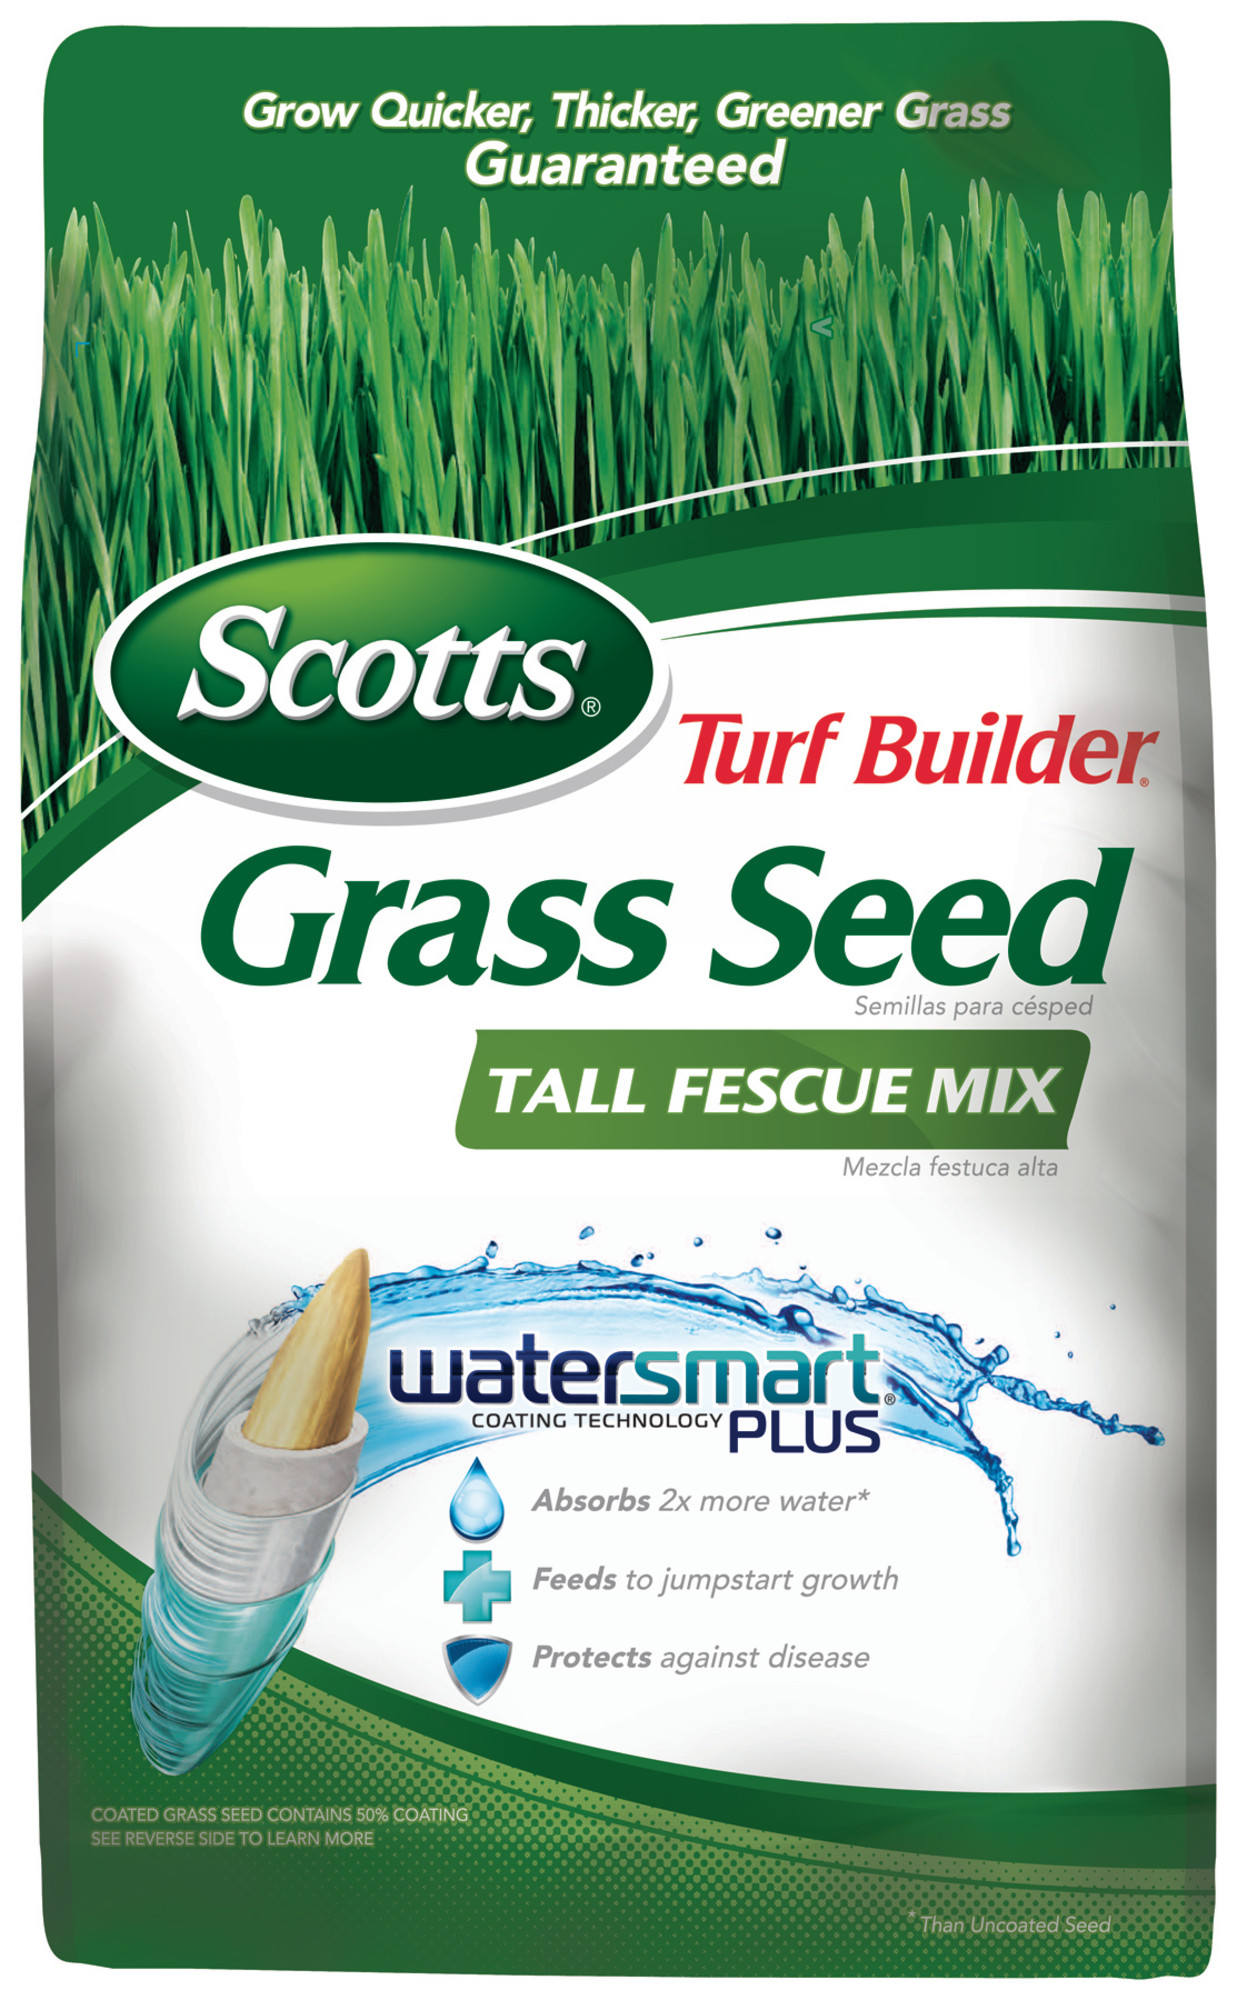 Grow Quicker, Thicker, Greener Grass
Guaranteed
Scotts®
Turf Builder®
Grass Seed
Semillas para césped
TALL FESCUE MIX
Mezcla festuca alta
watersmart®
COATING TECHNOLOGY PLUS
Absorbs 2x more water*
Feeds to jumpstart growth
Protects against disease
COATED GRASS SEED CONTAINS 50% COATING
SEE REVERSE SIDE TO LEARN MORE
* Than Uncoated Seed